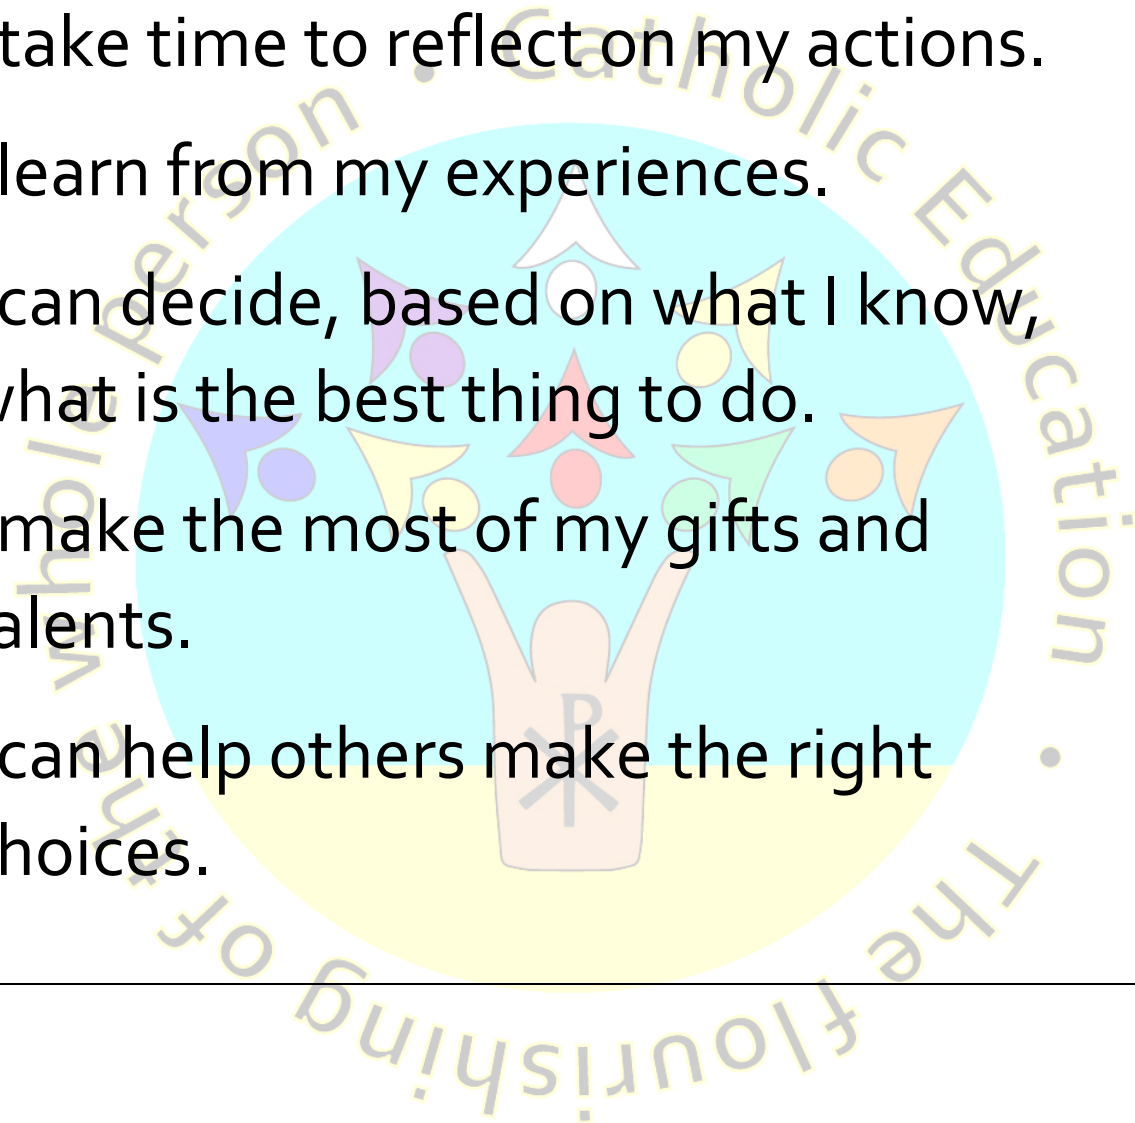 take time to reflect on my actions.
learn from my experiences.
can decide, based on what I know,
what is the best thing to do.
make the most of my gifts and
alents.
can help others make the right
hoices.
• Catholic Education • The flourishing of the whole person